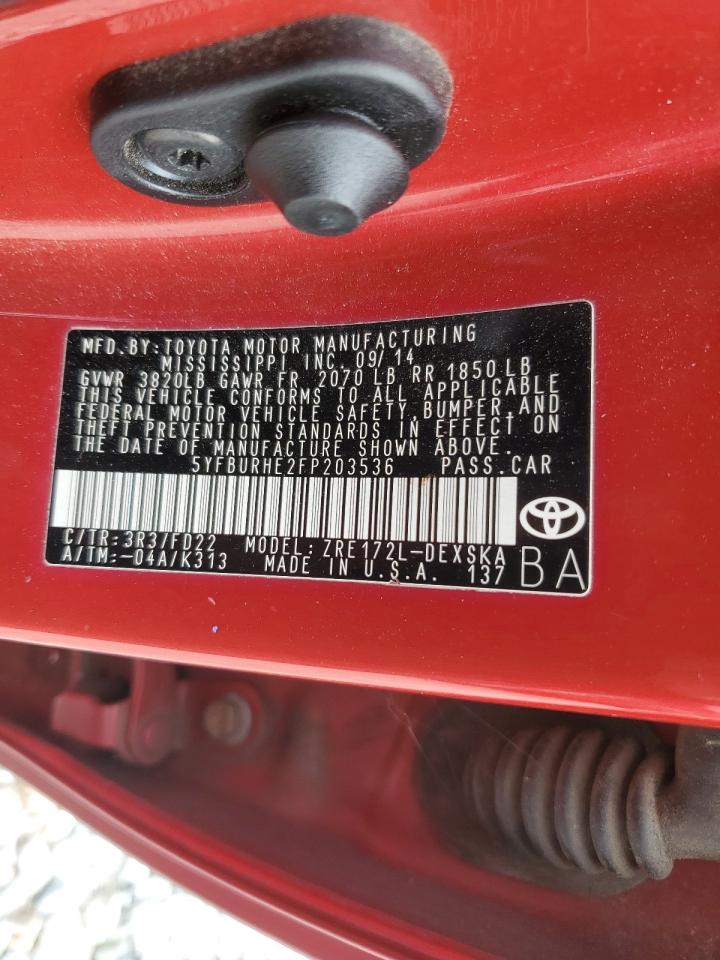 MFD. BY: TOYOTA MOTOR MANUFACTURING
MISSISSIPPI INC. 09/14
GVWR 3820LB GAWR FR 2070 LB RR 1850 LB
THIS VEHICLE CONFORMS TO ALL APPLICABLE
FEDERAL MOTOR VEHICLE SAFETY, BUMPER, AND
THEFT PREVENTION STANDARDS IN EFFECT ON
THE DATE OF MANUFACTURE SHOWN ABOVE.
5YFBURHE2FP203536 PASS. CAR
C/TR: 3R3/FD22 MODEL: ZRE172L-DEXSKA
A/TM: -04A/K313 MADE IN U.S.A. 137 BA